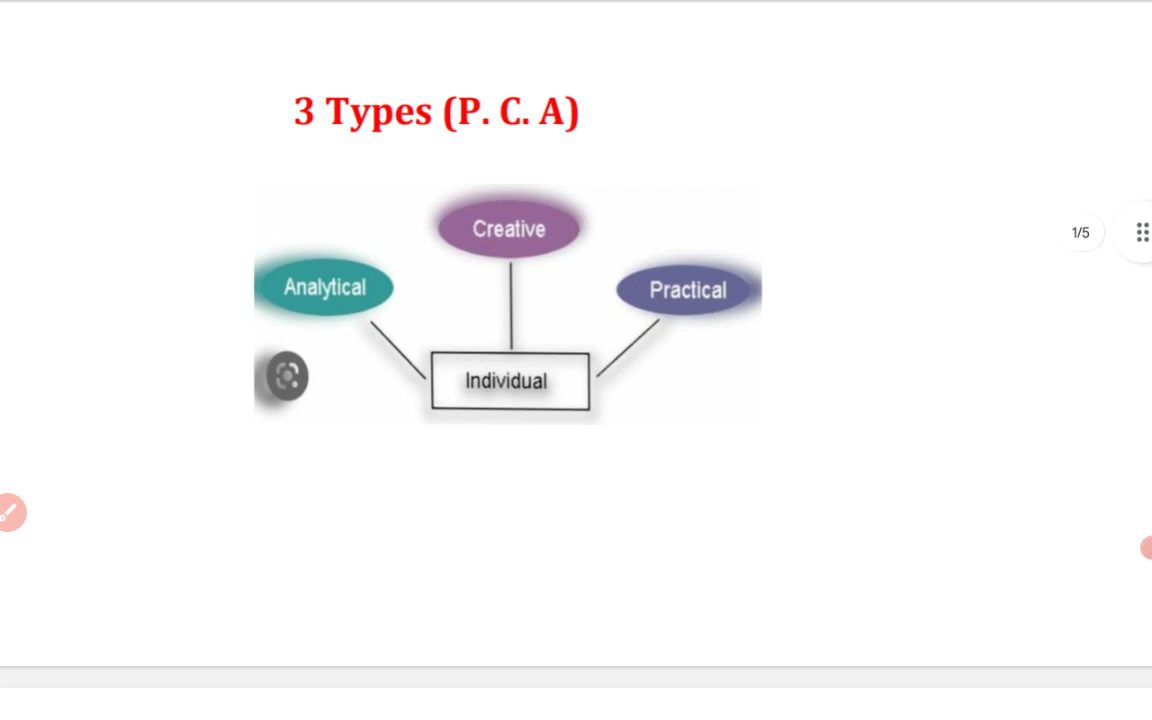 3 Types (P. C. A)
Creative
1/5
Analytical
Practical
Individual